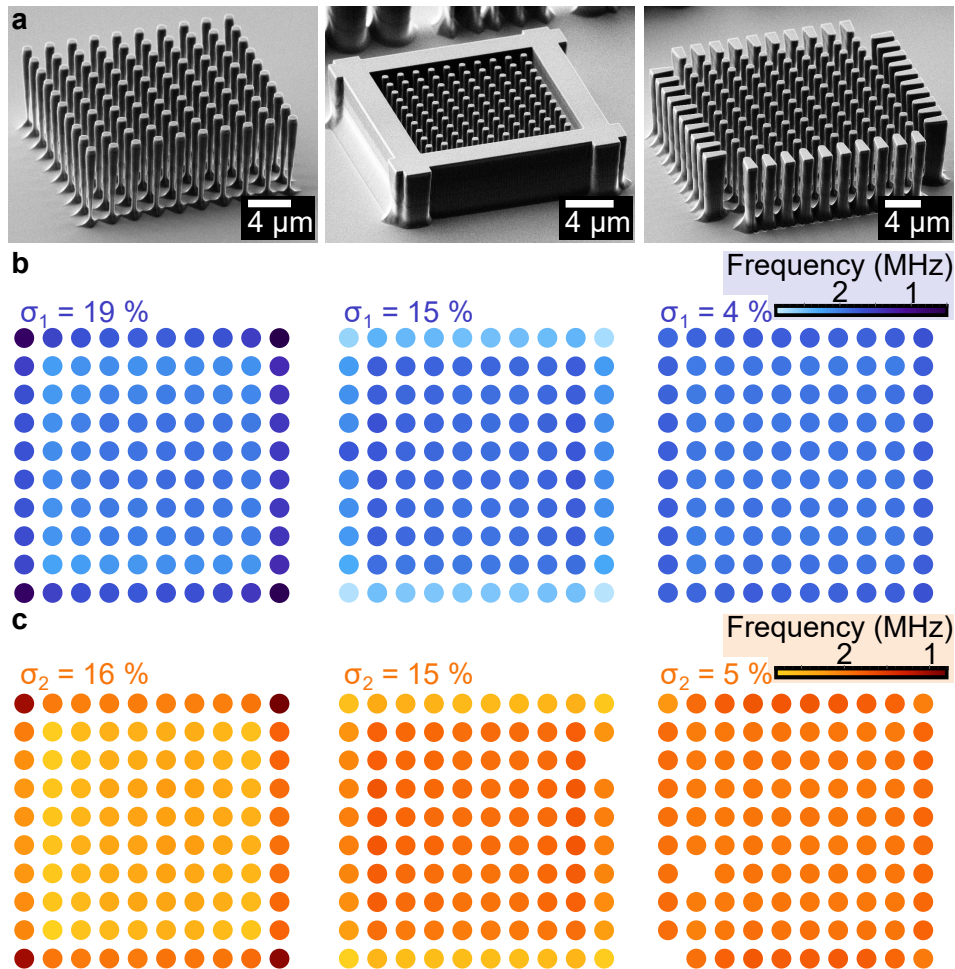 a
4 μm
4 μm
4 μm
b
Frequency (MHz)
2 1
σ1 = 19 %
σ1 = 15 %
σ1 = 4 %
c
Frequency (MHz)
2 1
σ2 = 16 %
σ2 = 15 %
σ2 = 5 %